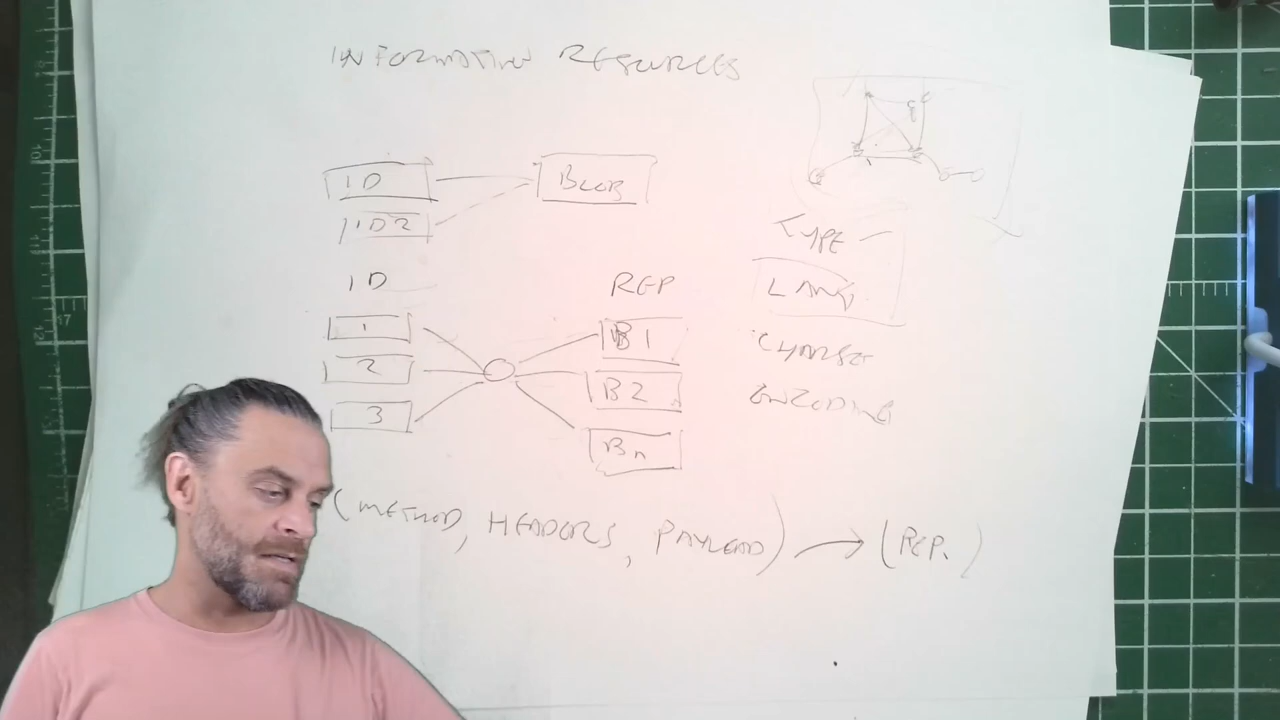 INFORMATION RESOURCES
ID
BLOB
ID2
TYPE
ID
REP
LANG
1
B1
CHARSET
2
B2
ENCODING
3
Bn
(METHOD, HEADERS, PAYLOAD) → (REP.)